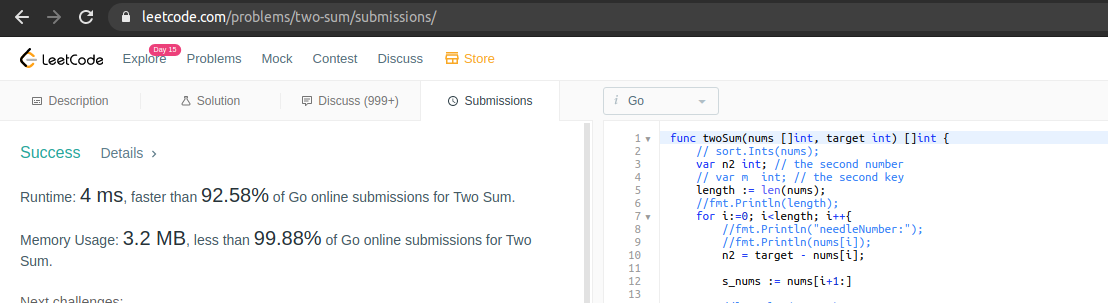 leetcode.com/problems/two-sum/submissions/
LeetCode Explore Day 15 Problems Mock Contest Discuss Store
Description Solution Discuss (999+) Submissions
i Go
Success Details >
Runtime: 4 ms, faster than 92.58% of Go online submissions for Two Sum.
Memory Usage: 3.2 MB, less than 99.88% of Go online submissions for Two
Sum.
Next challenges:
1 func twoSum(nums []int, target int) []int {
2 // sort.Ints(nums);
3 var n2 int; // the second number
4 // var m  int; // the second key
5 length := len(nums);
6 //fmt.Println(length);
7 for i:=0; i<length; i++{
8 //fmt.Println("needleNumber:");
9 //fmt.Println(nums[i]);
10 n2 = target - nums[i];
11
12 s_nums := nums[i+1:]
13